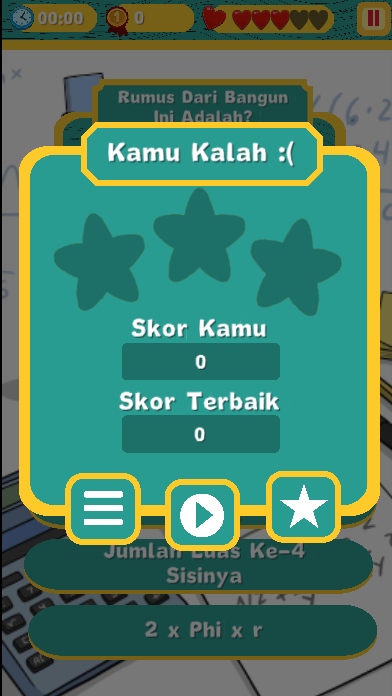 00:00
1
0
Rumus Dari Bangun
Ini Adalah?
Kamu Kalah :(
Skor Kamu
0
Skor Terbaik
0
Jumlah Luas Ke-4
Sisinya
2 x Phi x r